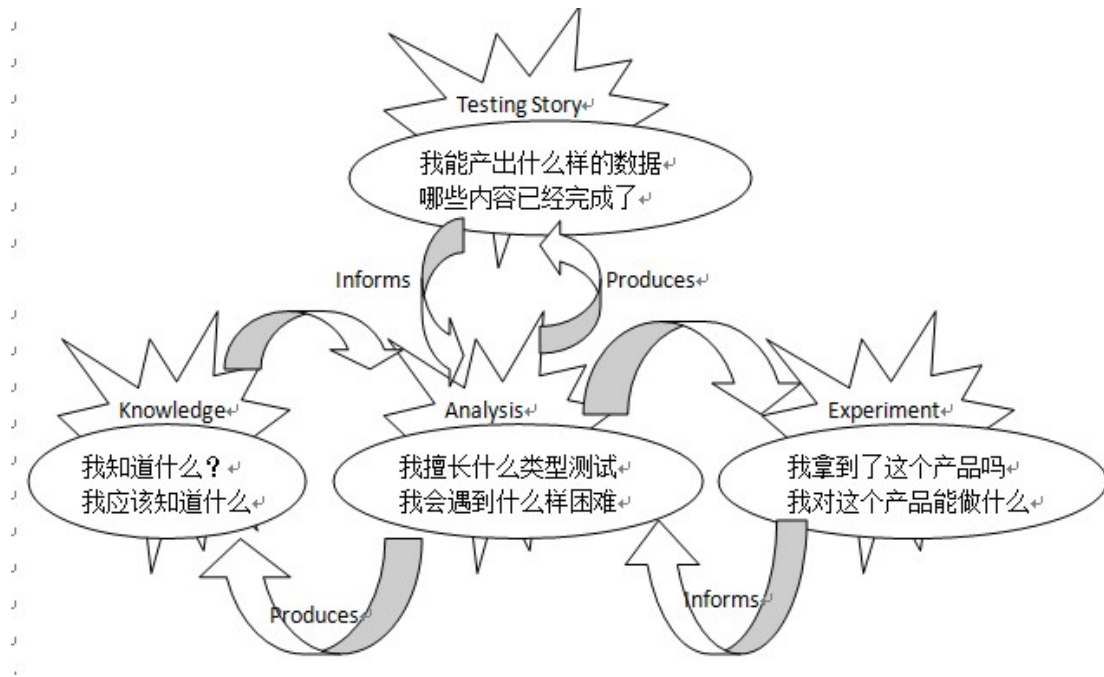 Testing Story
我能产出什么样的数据
哪些内容已经完成了
Informs
Produces
Knowledge
我知道什么？
我应该知道什么
Analysis
我擅长什么类型测试
我会遇到什么样困难
Experiment
我拿到了这个产品吗
我对这个产品能做什么
Produces
Informs